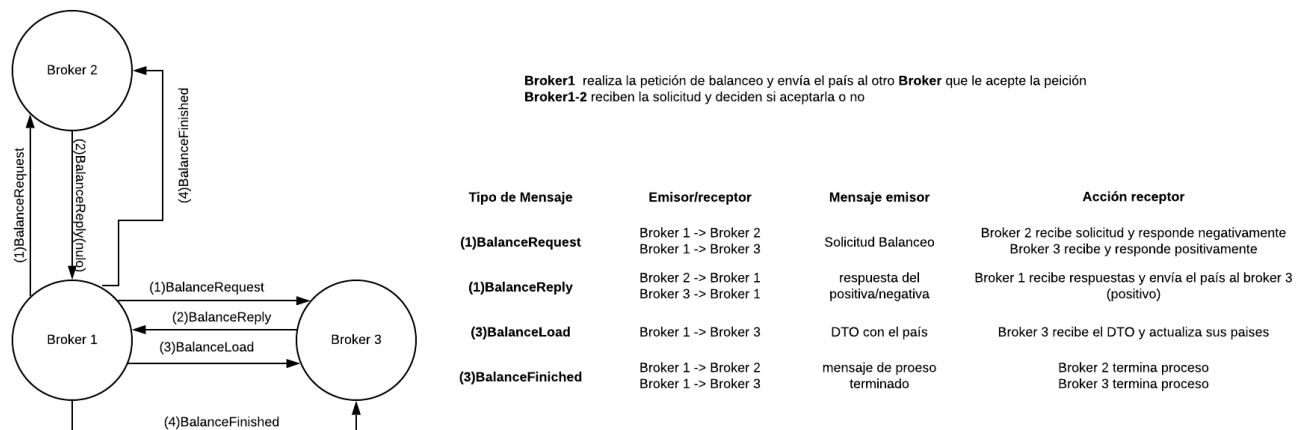 Broker 2
(1)BalanceRequest
(2)BalanceReply(nulo)
(4)BalanceFinished
Broker 1
(1)BalanceRequest
(2)BalanceReply
(3)BalanceLoad
Broker 3
(4)BalanceFinished
Broker1 realiza la petición de balanceo y envía el país al otro Broker que le acepte la peición
Broker1-2 reciben la solicitud y deciden si aceptarla o no
Tipo de Mensaje Emisor/receptor Mensaje emisor Acción receptor
(1)BalanceRequest
Broker 1 -> Broker 2
Broker 1 -> Broker 3
Solicitud Balanceo
Broker 2 recibe solicitud y responde negativamente
Broker 3 recibe y responde positivamente
(1)BalanceReply
Broker 2 -> Broker 1
Broker 3 -> Broker 1
respuesta del
positiva/negativa
Broker 1 recibe respuestas y envía el país al broker 3
(positivo)
(3)BalanceLoad
Broker 1 -> Broker 3
DTO con el país
Broker 3 recibe el DTO y actualiza sus paises
(3)BalanceFiniched
Broker 1 -> Broker 2
Broker 1 -> Broker 3
mensaje de proeso
terminado
Broker 2 termina proceso
Broker 3 termina proceso